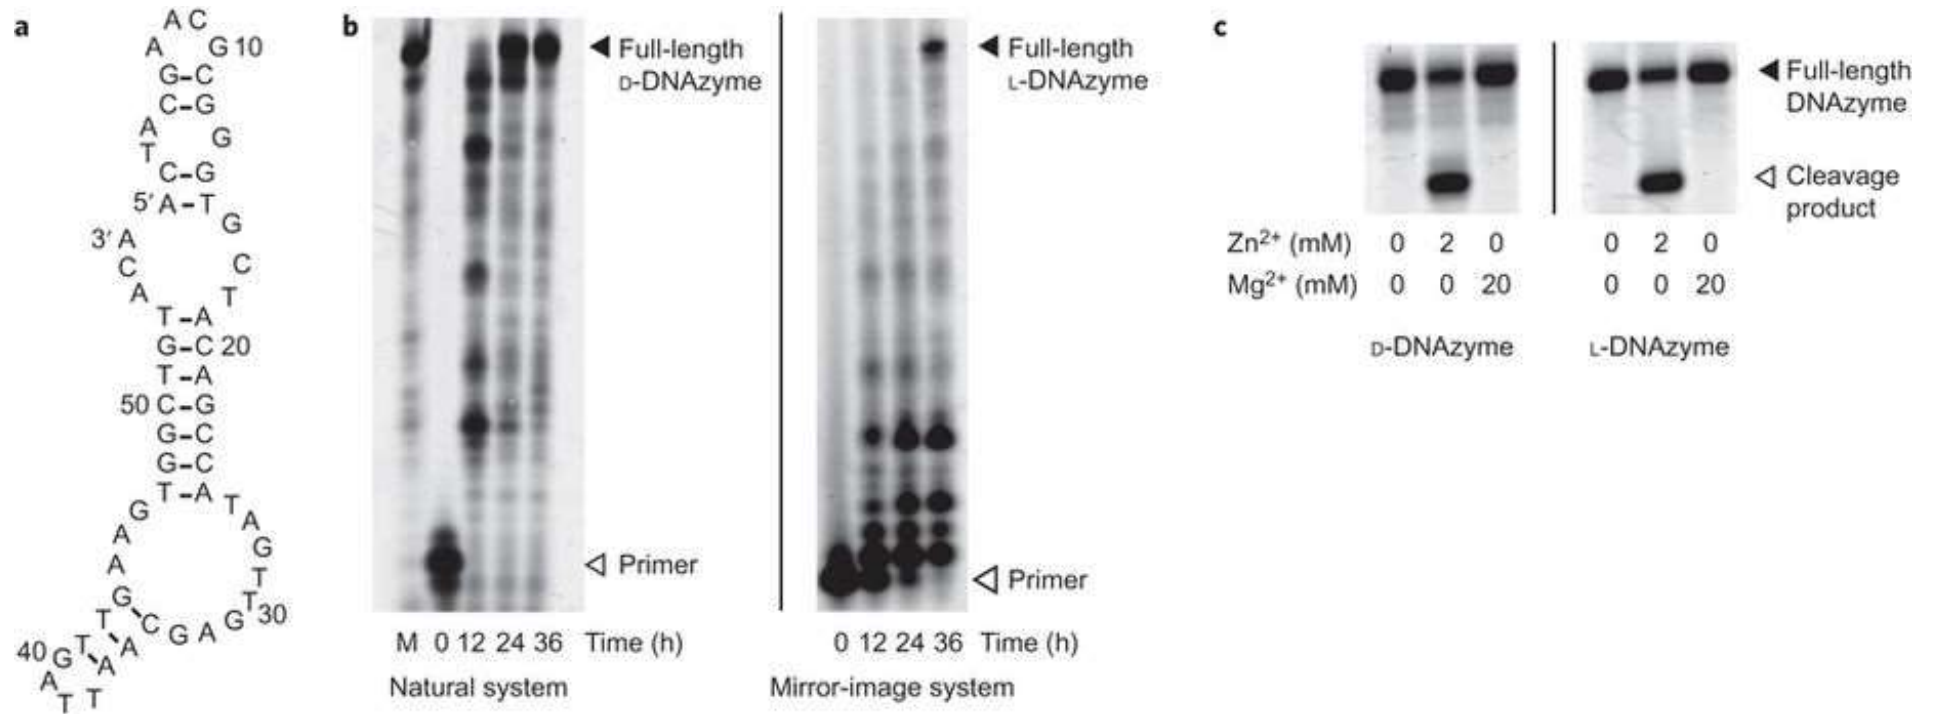 a
A C
A G 10
G-C
C-G
A G
T
C-G
5′ A-T
G
3′ A
C C
A T
T-A
G-C 20
T-A
50 C-G
G-C
G-C
T-A
G T
A A
A G
T
G T 30
T C G A G
T A
40 G A
A T T
b
Full-length
D-DNAzyme
Primer
M 0 12 24 36 Time (h)
Natural system
Full-length
L-DNAzyme
Primer
0 12 24 36 Time (h)
Mirror-image system
c
Full-length
DNAzyme
Cleavage
product
Zn²⁺ (mM) 0 2 0 0 2 0
Mg²⁺ (mM) 0 0 20 0 0 20
D-DNAzyme L-DNAzyme